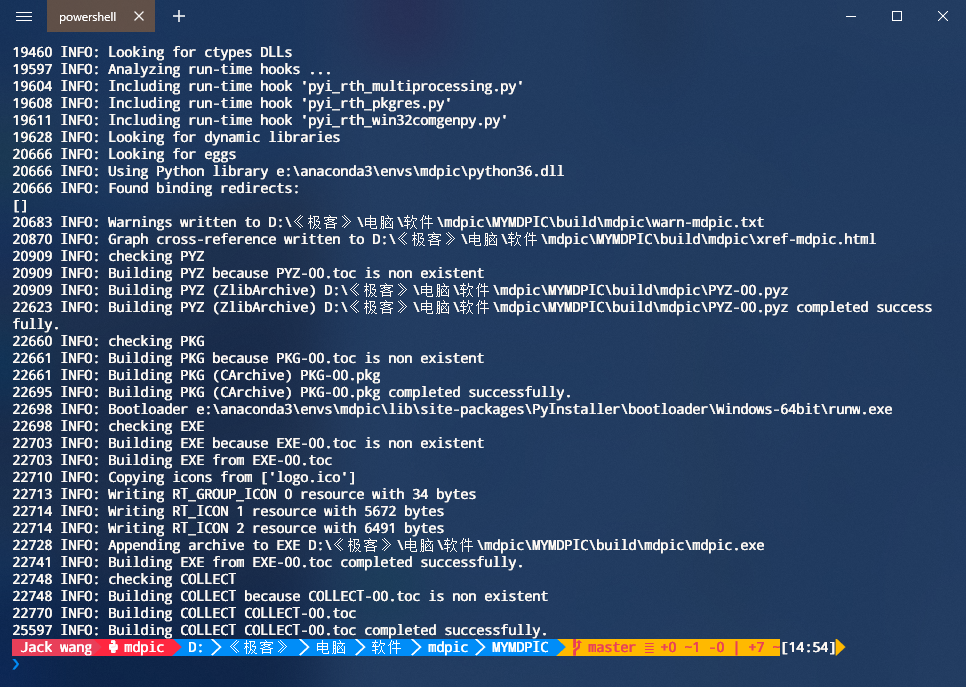 powershell
19460 INFO: Looking for ctypes DLLs
19597 INFO: Analyzing run-time hooks ...
19604 INFO: Including run-time hook 'pyi_rth_multiprocessing.py'
19608 INFO: Including run-time hook 'pyi_rth_pkgres.py'
19611 INFO: Including run-time hook 'pyi_rth_win32comgenpy.py'
19628 INFO: Looking for dynamic libraries
20666 INFO: Looking for eggs
20666 INFO: Using Python library e:\anaconda3\envs\mdpic\python36.dll
20666 INFO: Found binding redirects:
[]
20683 INFO: Warnings written to D:\《极客》\电脑\软件\mdpic\MYMDPIC\build\mdpic\warn-mdpic.txt
20870 INFO: Graph cross-reference written to D:\《极客》\电脑\软件\mdpic\MYMDPIC\build\mdpic\xref-mdpic.html
20909 INFO: checking PYZ
20909 INFO: Building PYZ because PYZ-00.toc is non existent
20909 INFO: Building PYZ (ZlibArchive) D:\《极客》\电脑\软件\mdpic\MYMDPIC\build\mdpic\PYZ-00.pyz
22623 INFO: Building PYZ (ZlibArchive) D:\《极客》\电脑\软件\mdpic\MYMDPIC\build\mdpic\PYZ-00.pyz completed success
fully.
22660 INFO: checking PKG
22661 INFO: Building PKG because PKG-00.toc is non existent
22661 INFO: Building PKG (CArchive) PKG-00.pkg
22695 INFO: Building PKG (CArchive) PKG-00.pkg completed successfully.
22698 INFO: Bootloader e:\anaconda3\envs\mdpic\lib\site-packages\PyInstaller\bootloader\Windows-64bit\runw.exe
22698 INFO: checking EXE
22703 INFO: Building EXE because EXE-00.toc is non existent
22703 INFO: Building EXE from EXE-00.toc
22710 INFO: Copying icons from ['logo.ico']
22713 INFO: Writing RT_GROUP_ICON 0 resource with 34 bytes
22714 INFO: Writing RT_ICON 1 resource with 5672 bytes
22714 INFO: Writing RT_ICON 2 resource with 6491 bytes
22728 INFO: Appending archive to EXE D:\《极客》\电脑\软件\mdpic\MYMDPIC\build\mdpic\mdpic.exe
22741 INFO: Building EXE from EXE-00.toc completed successfully.
22748 INFO: checking COLLECT
22748 INFO: Building COLLECT because COLLECT-00.toc is non existent
22770 INFO: Building COLLECT COLLECT-00.toc
25597 INFO: Building COLLECT COLLECT-00.toc completed successfully.
Jack wang mdpic D: 《极客》 电脑 软件 mdpic MYMDPIC master ≡ +0 ~1 -0 | +7 ~[14:54]
❯